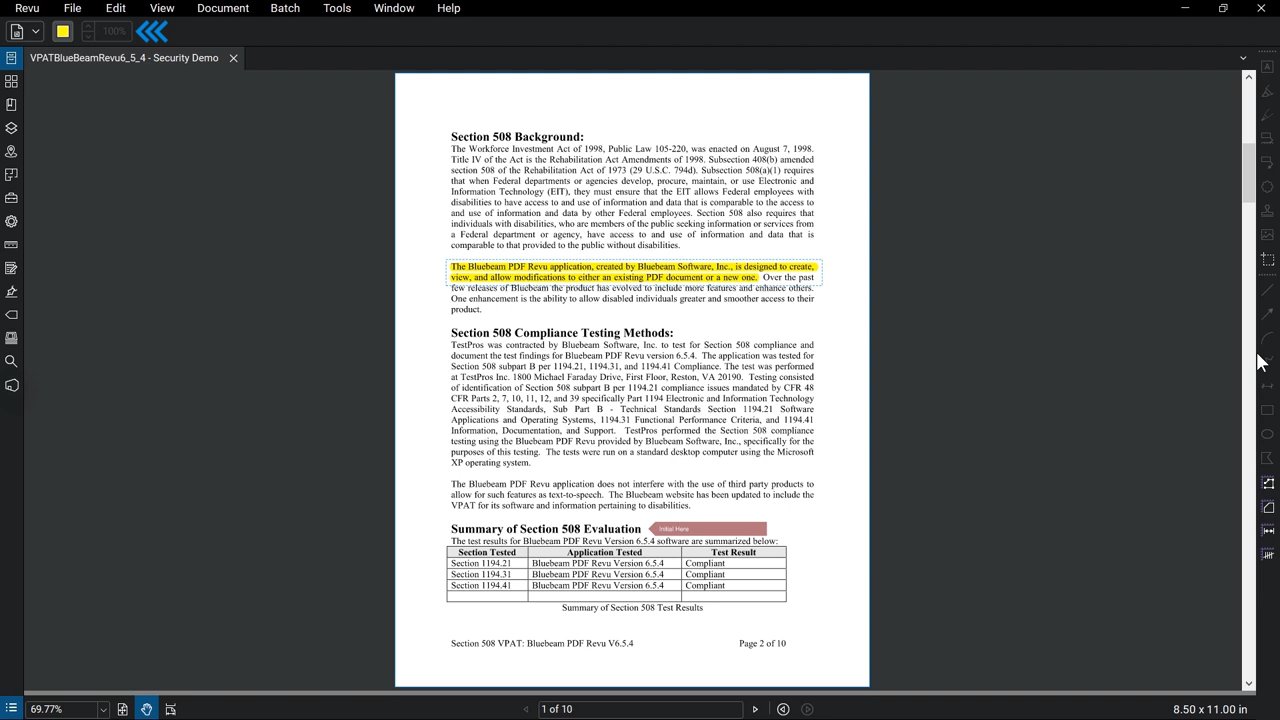 Revu File Edit View Document Batch Tools Window Help
100%
VPATBlueBeamRevu6_5_4 - Security Demo
Section 508 Background:
The Workforce Investment Act of 1998, Public Law 105-220, was enacted on August 7, 1998.
Title IV of the Act is the Rehabilitation Act Amendments of 1998. Subsection 408(b) amended
section 508 of the Rehabilitation Act of 1973 (29 U.S.C. 794d). Subsection 508(a)(1) requires
that when Federal departments or agencies develop, procure, maintain, or use Electronic and
Information Technology (EIT), they must ensure that the EIT allows Federal employees with
disabilities to have access to and use of information and data that is comparable to the access to
and use of information and data by other Federal employees. Section 508 also requires that
individuals with disabilities, who are members of the public seeking information or services from
a Federal department or agency, have access to and use of information and data that is
comparable to that provided to the public without disabilities.
The Bluebeam PDF Revu application, created by Bluebeam Software, Inc., is designed to create,
view, and allow modifications to either an existing PDF document or a new one. Over the past
few releases of Bluebeam the product has evolved to include more features and enhance others.
One enhancement is the ability to allow disabled individuals greater and smoother access to their
product.
Section 508 Compliance Testing Methods:
TestPros was contracted by Bluebeam Software, Inc. to test for Section 508 compliance and
document the test findings for Bluebeam PDF Revu version 6.5.4. The application was tested for
Section 508 subpart B per 1194.21, 1194.31, and 1194.41 Compliance. The test was performed
at TestPros Inc. 1800 Michael Faraday Drive, First Floor, Reston, VA 20190. Testing consisted
of identification of Section 508 subpart B per 1194.21 compliance issues mandated by CFR 48
CFR Parts 2, 7, 10, 11, 12, and 39 specifically Part 1194 Electronic and Information Technology
Accessibility Standards, Sub Part B - Technical Standards Section 1194.21 Software
Applications and Operating Systems, 1194.31 Functional Performance Criteria, and 1194.41
Information, Documentation, and Support. TestPros performed the Section 508 compliance
testing using the Bluebeam PDF Revu provided by Bluebeam Software, Inc., specifically for the
purposes of this testing. The tests were run on a standard desktop computer using the Microsoft
XP operating system.
The Bluebeam PDF Revu application does not interfere with the use of third party products to
allow for such features as text-to-speech. The Bluebeam website has been updated to include the
VPAT for its software and information pertaining to disabilities.
Summary of Section 508 Evaluation Initial Here
The test results for Bluebeam PDF Revu Version 6.5.4 software are summarized below:
Section Tested Application Tested Test Result
Section 1194.21 Bluebeam PDF Revu Version 6.5.4 Compliant
Section 1194.31 Bluebeam PDF Revu Version 6.5.4 Compliant
Section 1194.41 Bluebeam PDF Revu Version 6.5.4 Compliant
Summary of Section 508 Test Results
Section 508 VPAT: Bluebeam PDF Revu V6.5.4 Page 2 of 10
69.77% 1 of 10 8.50 x 11.00 in